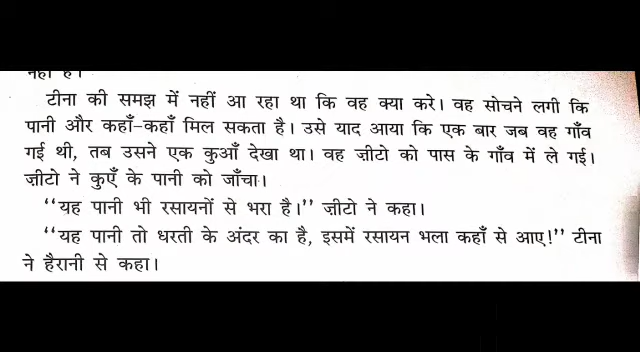 नहीं है।
टीना की समझ में नहीं आ रहा था कि वह क्या करे। वह सोचने लगी कि
पानी और कहाँ-कहाँ मिल सकता है। उसे याद आया कि एक बार जब वह गाँव
गई थी, तब उसने एक कुआँ देखा था। वह ज़ीटो को पास के गाँव में ले गई।
ज़ीटो ने कुएँ के पानी को जाँचा।
‘‘यह पानी भी रसायनों से भरा है।’’ ज़ीटो ने कहा।
‘‘यह पानी तो धरती के अंदर का है, इसमें रसायन भला कहाँ से आए!’’ टीना
ने हैरानी से कहा।